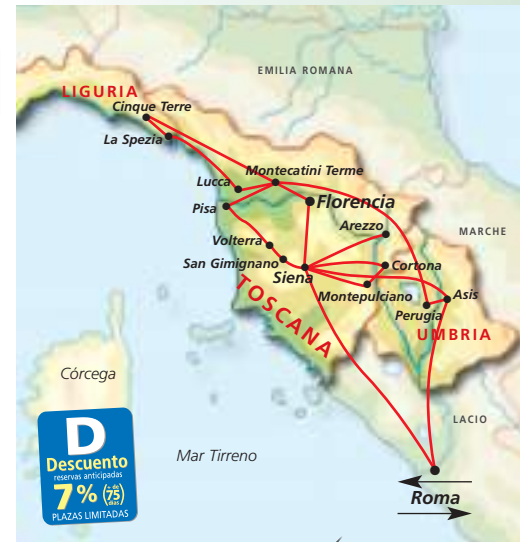 EMILIA ROMANA
LIGURIA
Cinque Terre
La Spezia
Montecatini Terme
Lucca
Pisa
Florencia
Arezzo
MARCHE
Volterra
San Gimignano
Siena
Cortona
Montepulciano
Asis
Perugia
TOSCANA
UMBRIA
Córcega
LACIO
Mar Tirreno
Roma
D
Descuento
reservas anticipadas
7% (+ de 75 días)
PLAZAS LIMITADAS